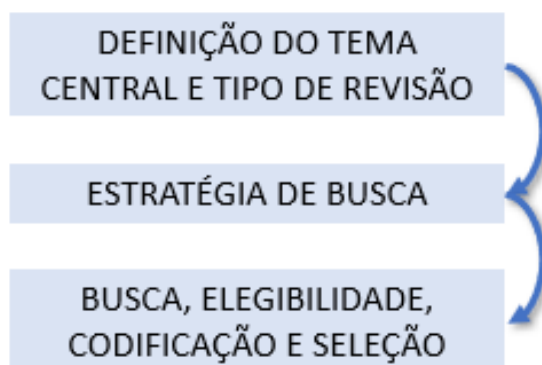 DEFINIÇÃO DO TEMA
CENTRAL E TIPO DE REVISÃO
ESTRATÉGIA DE BUSCA
BUSCA, ELEGIBILIDADE,
CODIFICAÇÃO E SELEÇÃO